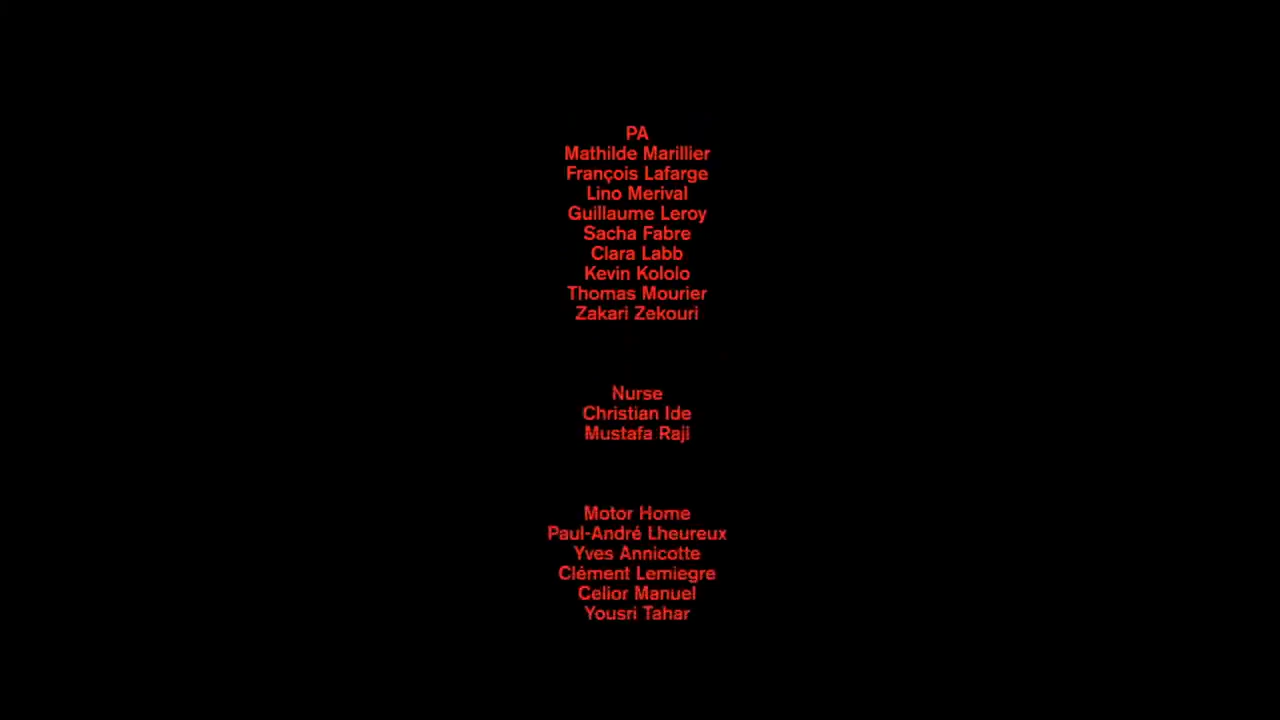 PA
Mathilde Marillier
François Lafarge
Lino Merival
Guillaume Leroy
Sacha Fabre
Clara Labb
Kevin Kololo
Thomas Mourier
Zakari Zekouri
Nurse
Christian Ide
Mustafa Raji
Motor Home
Paul-André Lheureux
Yves Annicotte
Clément Lemiegre
Celior Manuel
Yousri Tahar